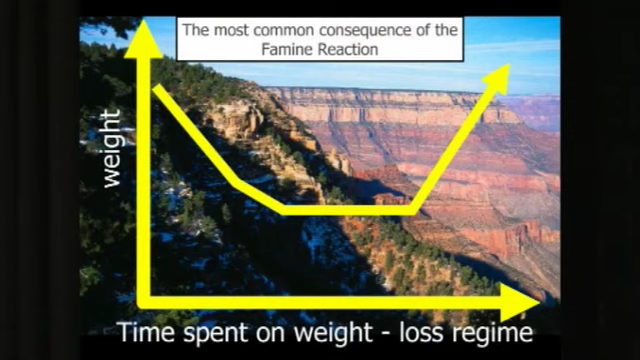 The most common consequence of the
Famine Reaction
weight
Time spent on weight - loss regime